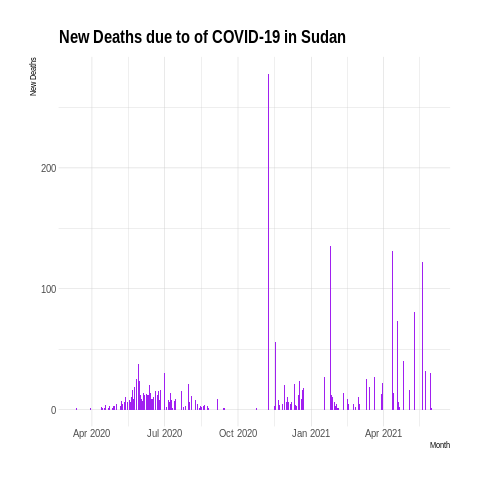 New Deaths due to of COVID-19 in Sudan
New Deaths
200
100
0
Apr 2020 Jul 2020 Oct 2020 Jan 2021 Apr 2021
Month